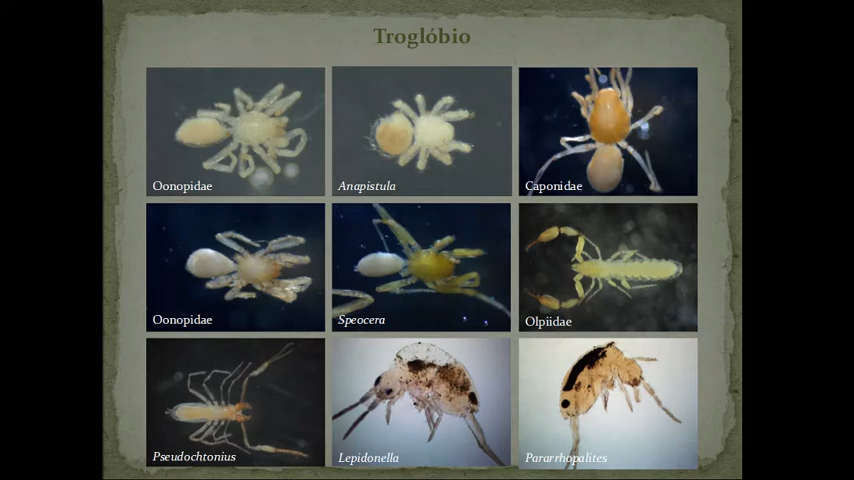 Troglóbio
Oonopidae
Anapistula
Caponidae
Oonopidae
Speocera
Olpiidae
Pseudochtonius
Lepidonella
Pararrhopalites